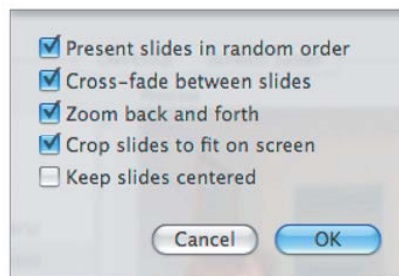 Present slides in random order
Cross-fade between slides
Zoom back and forth
Crop slides to fit on screen
Keep slides centered
Cancel OK